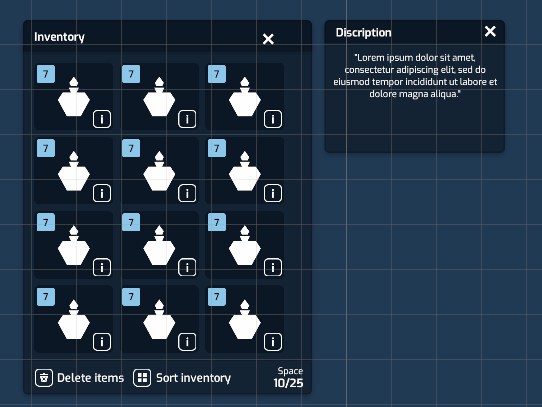 Inventory
7 7 7
i i i
7 7 7
i i i
7 7 7
i i i
7 7 7
i i i
Delete items Sort inventory Space
10/25
Discription
"Lorem ipsum dolor sit amet,
consectetur adipiscing elit, sed do
eiusmod tempor incididunt ut labore et
dolore magna aliqua."